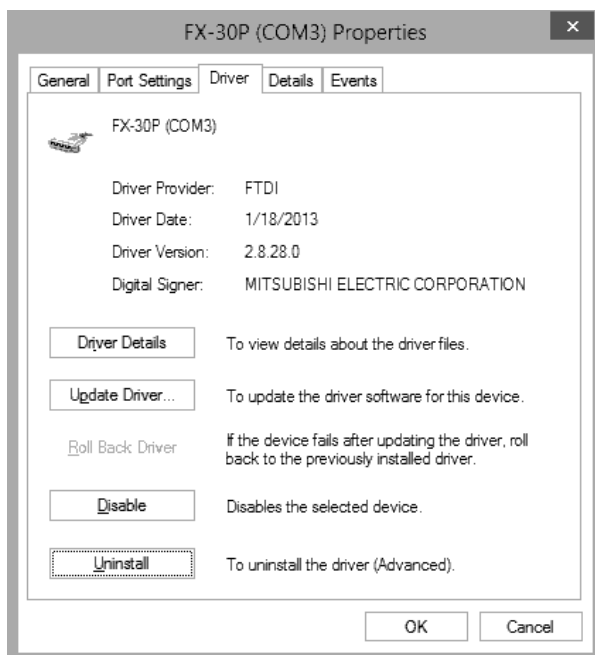 FX-30P (COM3) Properties
×
General Port Settings Driver Details Events
FX-30P (COM3)
Driver Provider: FTDI
Driver Date: 1/18/2013
Driver Version: 2.8.28.0
Digital Signer: MITSUBISHI ELECTRIC CORPORATION
Driver Details To view details about the driver files.
Update Driver... To update the driver software for this device.
Roll Back Driver If the device fails after updating the driver, roll
back to the previously installed driver.
Disable Disables the selected device.
Uninstall To uninstall the driver (Advanced).
OK Cancel